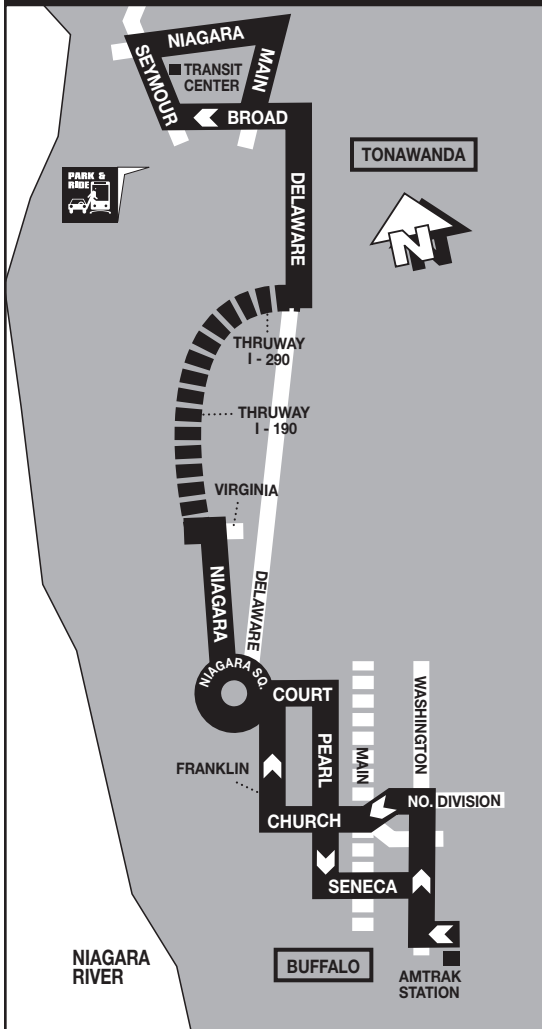 NIAGARA
SEYMOUR
MAIN
TRANSIT
CENTER
BROAD
TONAWANDA
PARK &
RIDE
DELAWARE
N
THRUWAY
I - 290
THRUWAY
I - 190
VIRGINIA
NIAGARA
DELAWARE
NIAGARA SQ.
COURT
WASHINGTON
PEARL
MAIN
FRANKLIN
NO. DIVISION
CHURCH
SENECA
NIAGARA
RIVER
BUFFALO
AMTRAK
STATION